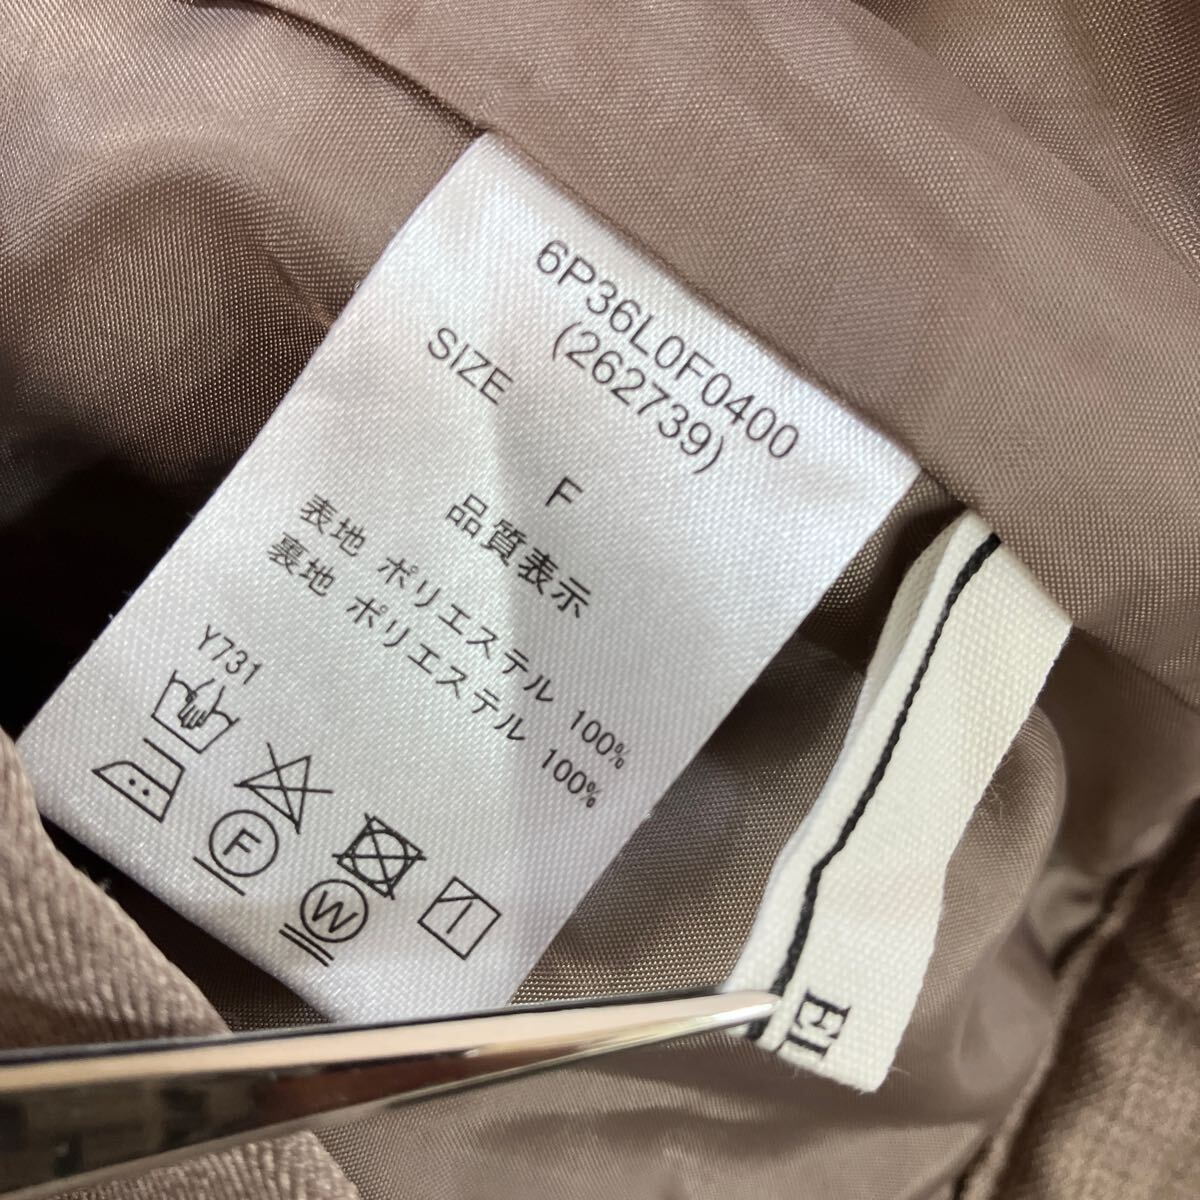 6P36L0F0400
(262739)
SIZE F
品質表示
表地 ポリエステル 100%
裏地 ポリエステル 100%
Y731
F
W